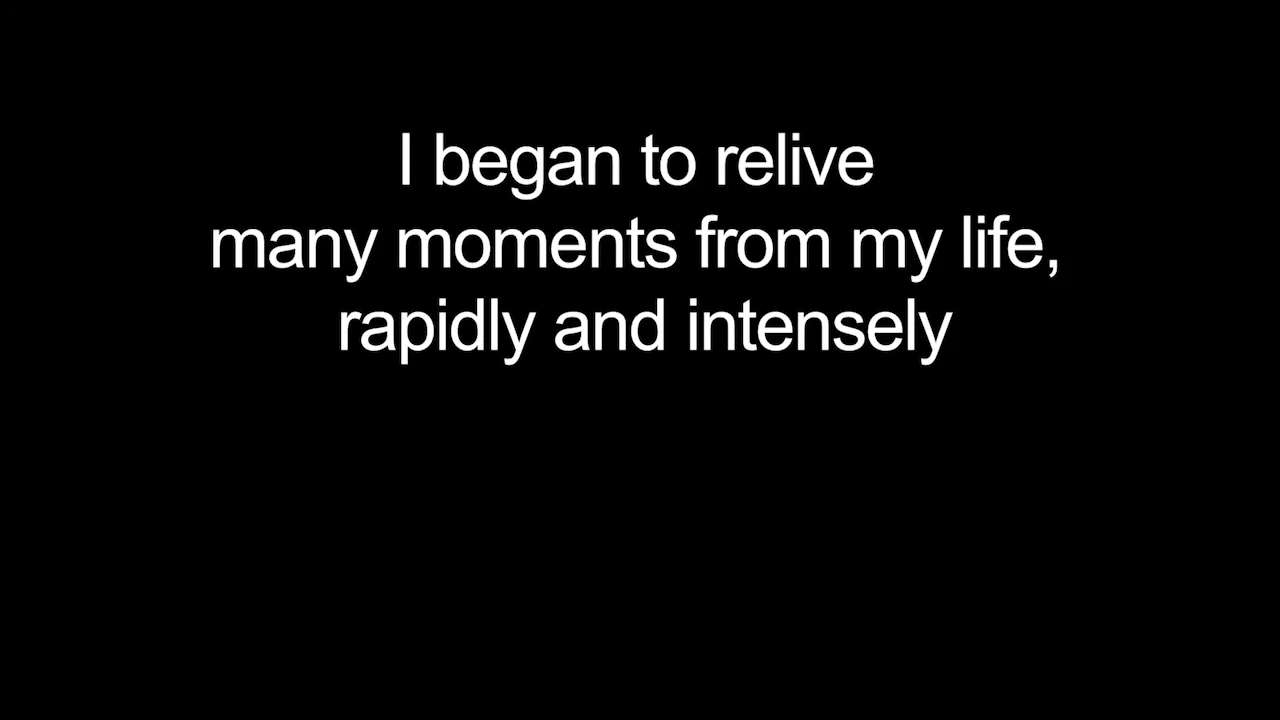 I began to relive
many moments from my life,
rapidly and intensely